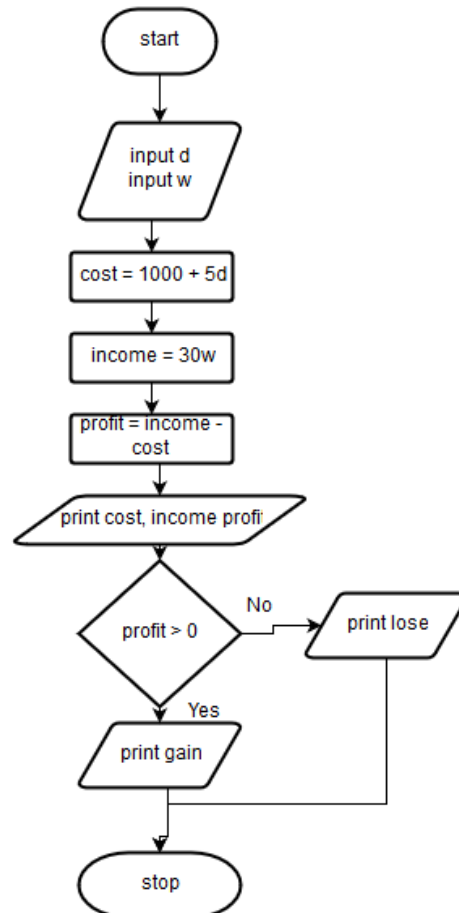 start
input d
input w
cost = 1000 + 5d
income = 30w
profit = income -
cost
print cost, income profi
profit > 0
No
print lose
Yes
print gain
stop